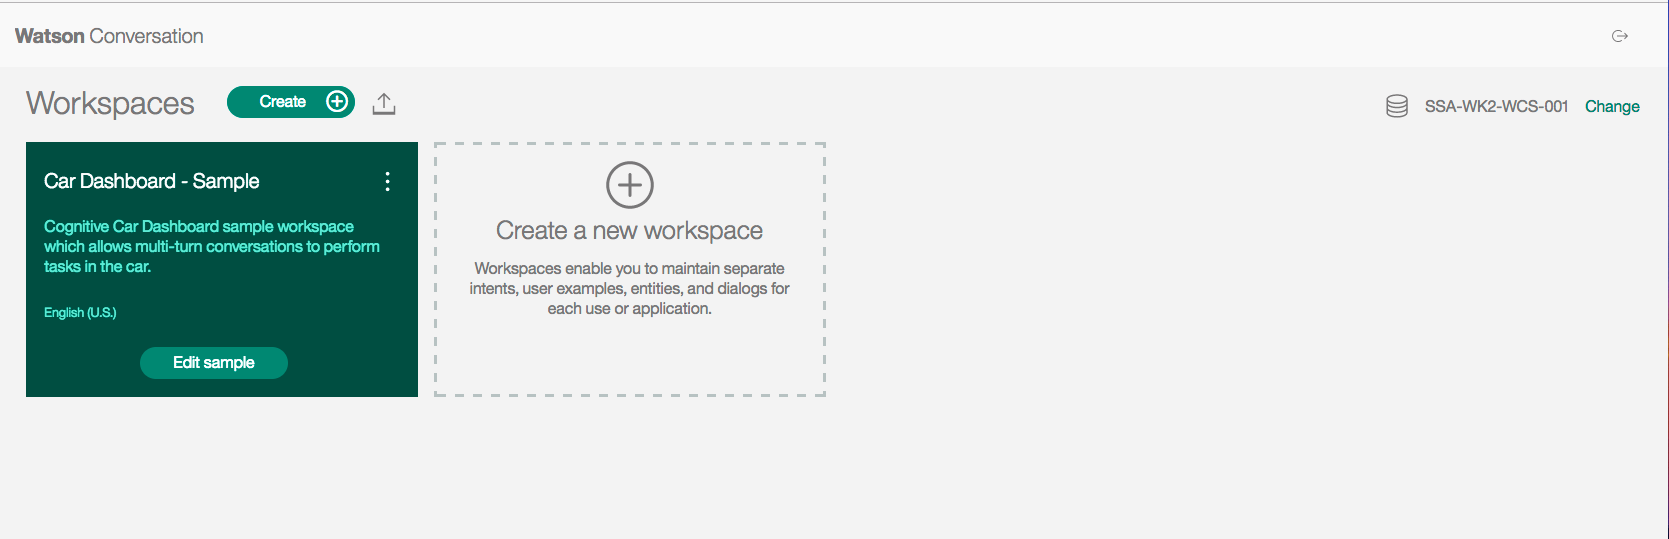 Watson Conversation
Workspaces
Create
SSA-WK2-WCS-001 Change
Car Dashboard - Sample
Cognitive Car Dashboard sample workspace
which allows multi-turn conversations to perform
tasks in the car.
English (U.S.)
Edit sample
Create a new workspace
Workspaces enable you to maintain separate
intents, user examples, entities, and dialogs for
each use or application.